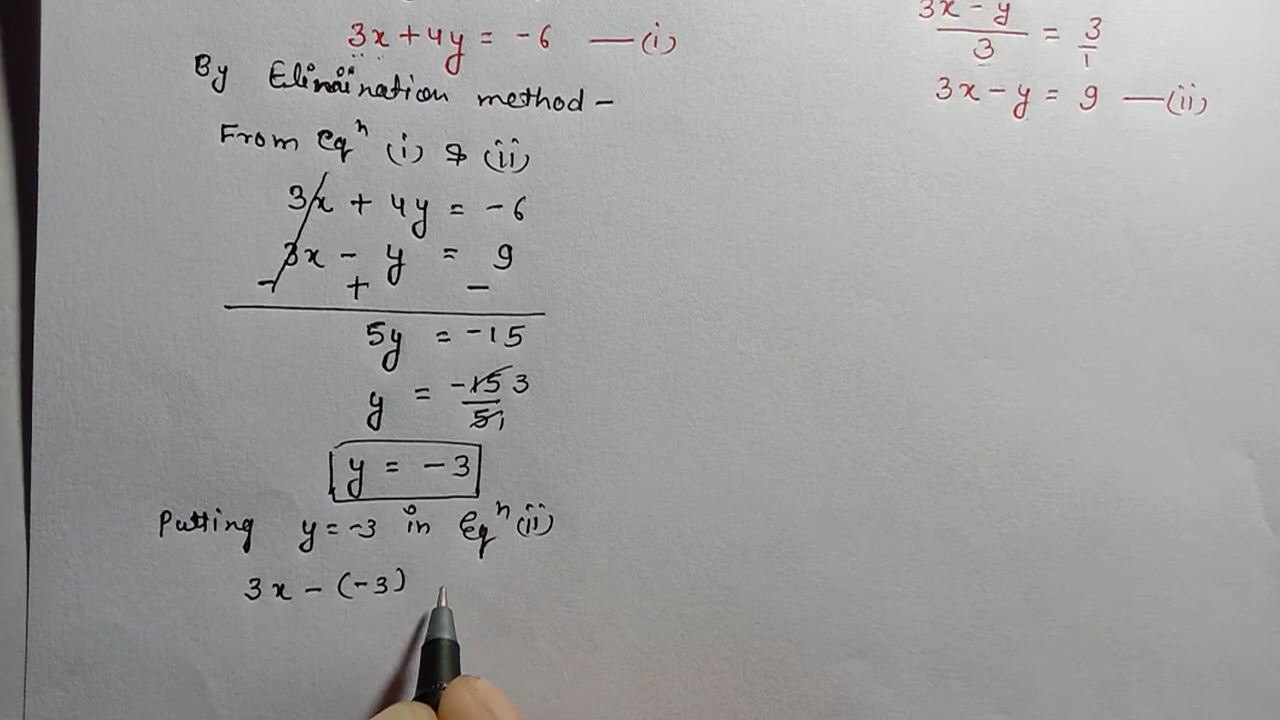 3x + 4y = -6 —(i)
3x - y / 3 = 3 / 1
3x - y = 9 —(ii)
By Elimination method -
From Eqⁿ (i) & (ii)
3x + 4y = -6
3x - y = 9
- + -
5y = -15
y = -15 3 / 5 1
y = -3
Putting y = -3 in Eqⁿ (ii)
3x - (-3)